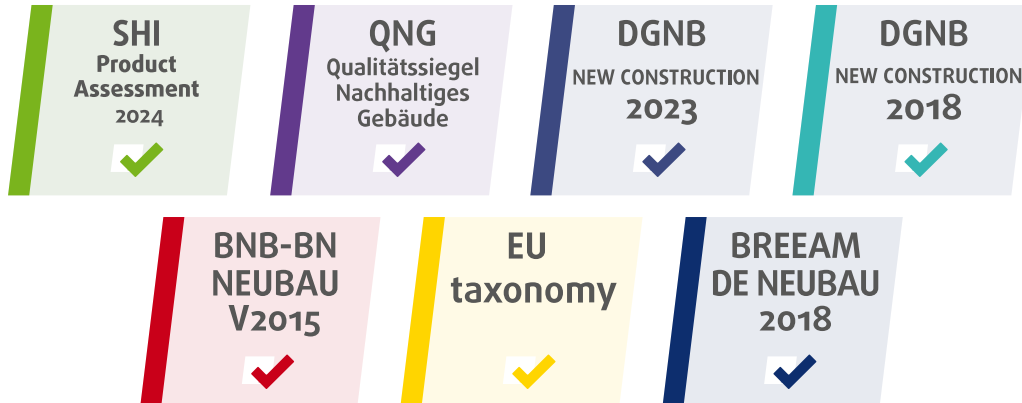 SHI
Product
Assessment
2024
QNG
Qualitätssiegel
Nachhaltiges
Gebäude
DGNB
NEW CONSTRUCTION
2023
DGNB
NEW CONSTRUCTION
2018
BNB-BN
NEUBAU
V2015
EU
taxonomy
BREEAM
DE NEUBAU
2018